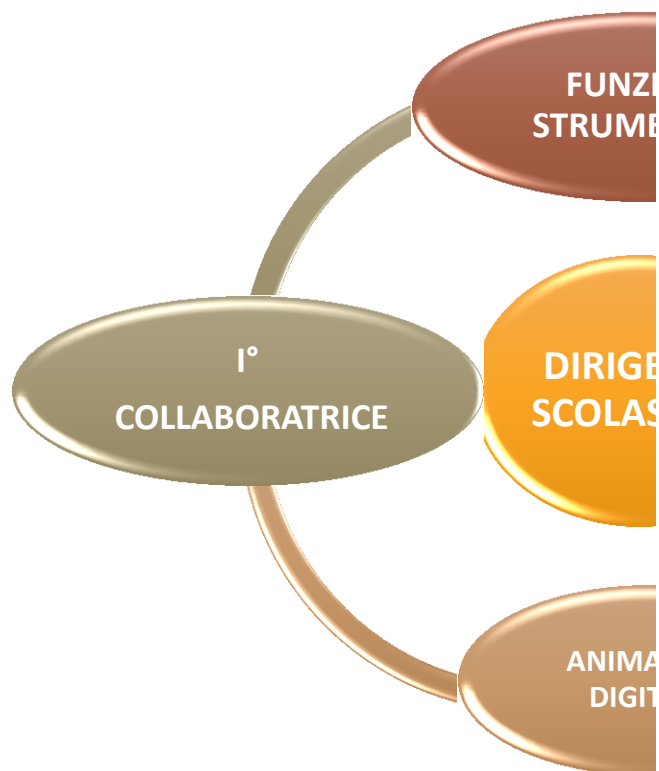 FUNZI
STRUME
I°
COLLABORATRICE
DIRIGE
SCOLAS
ANIMA
DIGIT